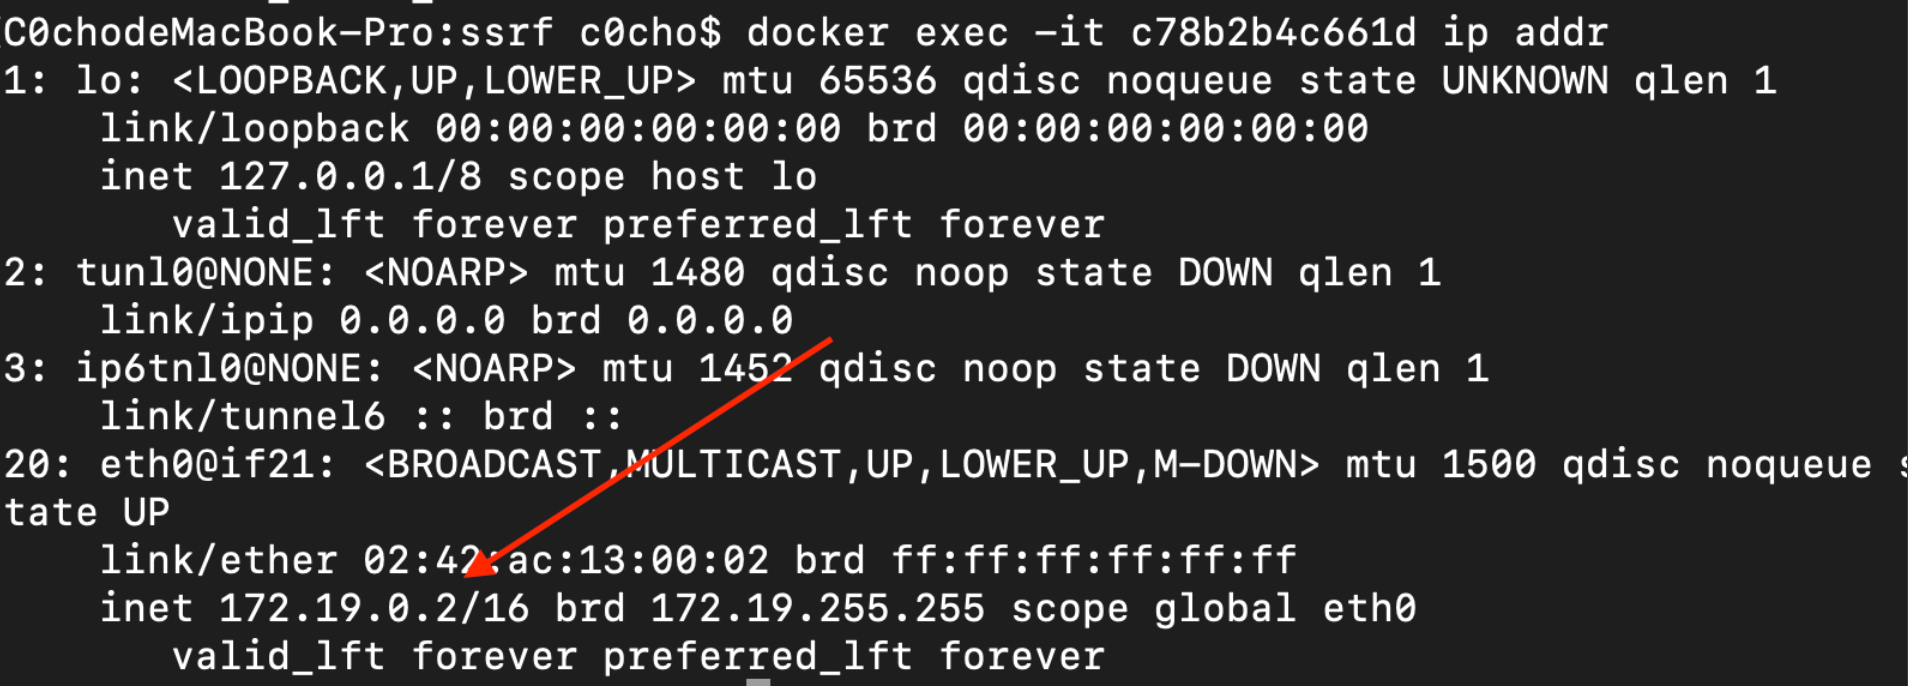 C0chodeMacBook-Pro:ssrf c0cho$ docker exec -it c78b2b4c661d ip addr
1: lo: <LOOPBACK,UP,LOWER_UP> mtu 65536 qdisc noqueue state UNKNOWN qlen 1
    link/loopback 00:00:00:00:00:00 brd 00:00:00:00:00:00
    inet 127.0.0.1/8 scope host lo
       valid_lft forever preferred_lft forever
2: tunl0@NONE: <NOARP> mtu 1480 qdisc noop state DOWN qlen 1
    link/ipip 0.0.0.0 brd 0.0.0.0
3: ip6tnl0@NONE: <NOARP> mtu 1452 qdisc noop state DOWN qlen 1
    link/tunnel6 :: brd ::
20: eth0@if21: <BROADCAST,MULTICAST,UP,LOWER_UP,M-DOWN> mtu 1500 qdisc noqueue s
tate UP
    link/ether 02:42:ac:13:00:02 brd ff:ff:ff:ff:ff:ff
    inet 172.19.0.2/16 brd 172.19.255.255 scope global eth0
       valid_lft forever preferred_lft forever